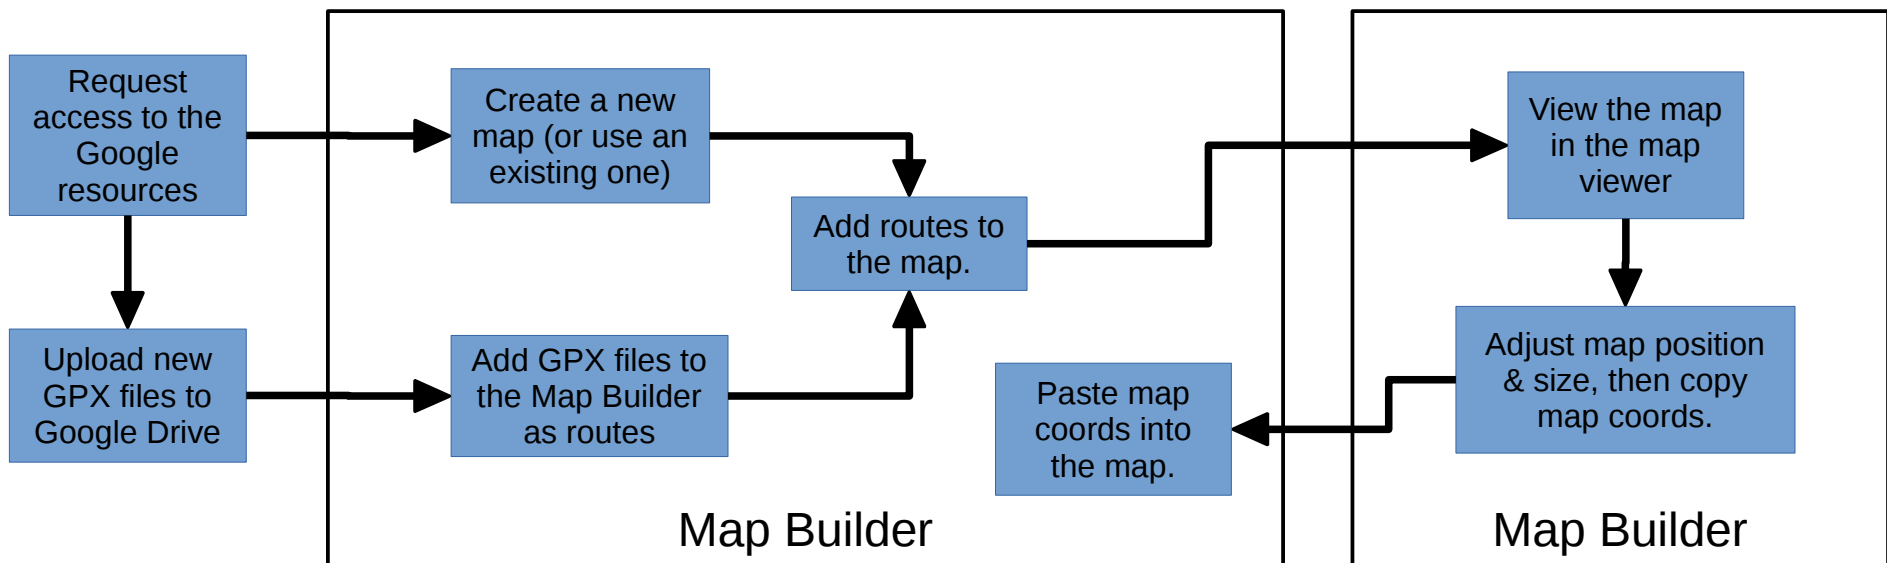 Request
access to the
Google
resources
Create a new
map (or use an
existing one)
Add routes to
the map.
View the map
in the map
viewer
Upload new
GPX files to
Google Drive
Add GPX files to
the Map Builder
as routes
Paste map
coords into
the map.
Adjust map position
& size, then copy
map coords.
Map Builder
Map Builder